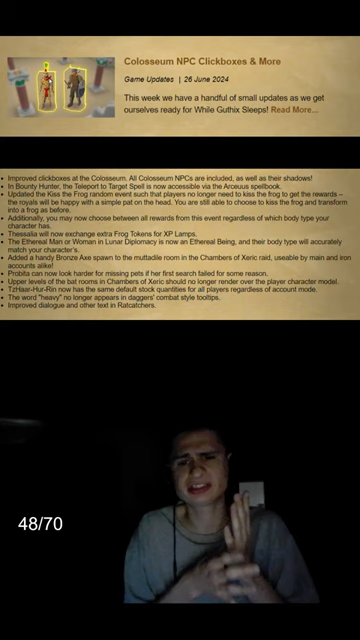 Colosseum NPC Clickboxes & More
Game Updates | 26 June 2024
This week we have a handful of small updates as we get
ourselves ready for While Guthix Sleeps! Read More...
• Improved clickboxes at the Colosseum. All Colosseum NPCs are included, as well as their shadows!
• In Bounty Hunter, the Teleport to Target Spell is now accessible via the Arceuus spellbook.
• Updated the Kiss the Frog random event such that players no longer need to kiss the frog to get the rewards –
the royals will be happy with a simple pat on the head. You are still able to choose to kiss the frog and transform
into a frog as before.
• Additionally, you may now choose between all rewards from this event regardless of which body type your
character has.
• Thessalia will now exchange extra Frog Tokens for XP Lamps.
• The Ethereal Man or Woman in Lunar Diplomacy is now an Ethereal Being, and their body type will accurately
match your character's.
• Added a handy Bronze Axe spawn to the muttadile room in the Chambers of Xeric raid, useable by main and iron
accounts alike!
• Probita can now look harder for missing pets if her first search failed for some reason.
• Upper levels of the bat rooms in Chambers of Xeric should no longer render over the player character model.
• TzHaar-Hur-Rin now has the same default stock quantities for all players regardless of account mode.
• The word "heavy" no longer appears in daggers' combat style tooltips.
• Improved dialogue and other text in Ratcatchers.
48/70